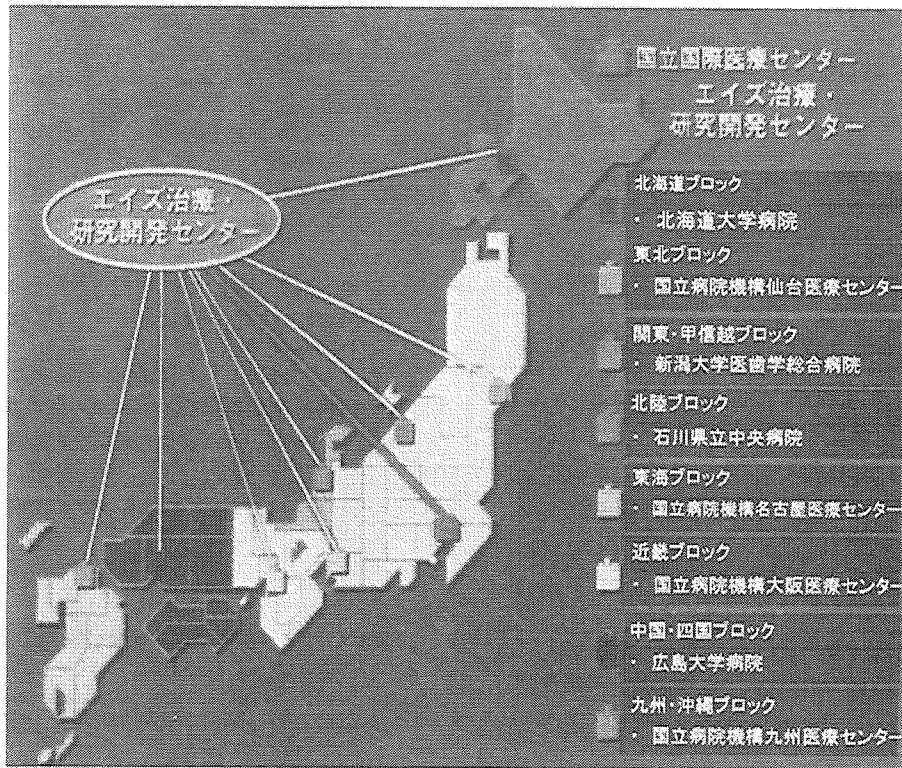 国立国際医療センター
エイズ治療・
研究開発センター
エイズ治療・
研究開発センター
北海道ブロック
・ 北海道大学病院
東北ブロック
・ 国立病院機構仙台医療センター
関東・甲信越ブロック
・ 新潟大学医歯学総合病院
北陸ブロック
・ 石川県立中央病院
東海ブロック
・ 国立病院機構名古屋医療センター
近畿ブロック
・ 国立病院機構大阪医療センター
中国・四国ブロック
・ 広島大学病院
九州・沖縄ブロック
・ 国立病院機構九州医療センター